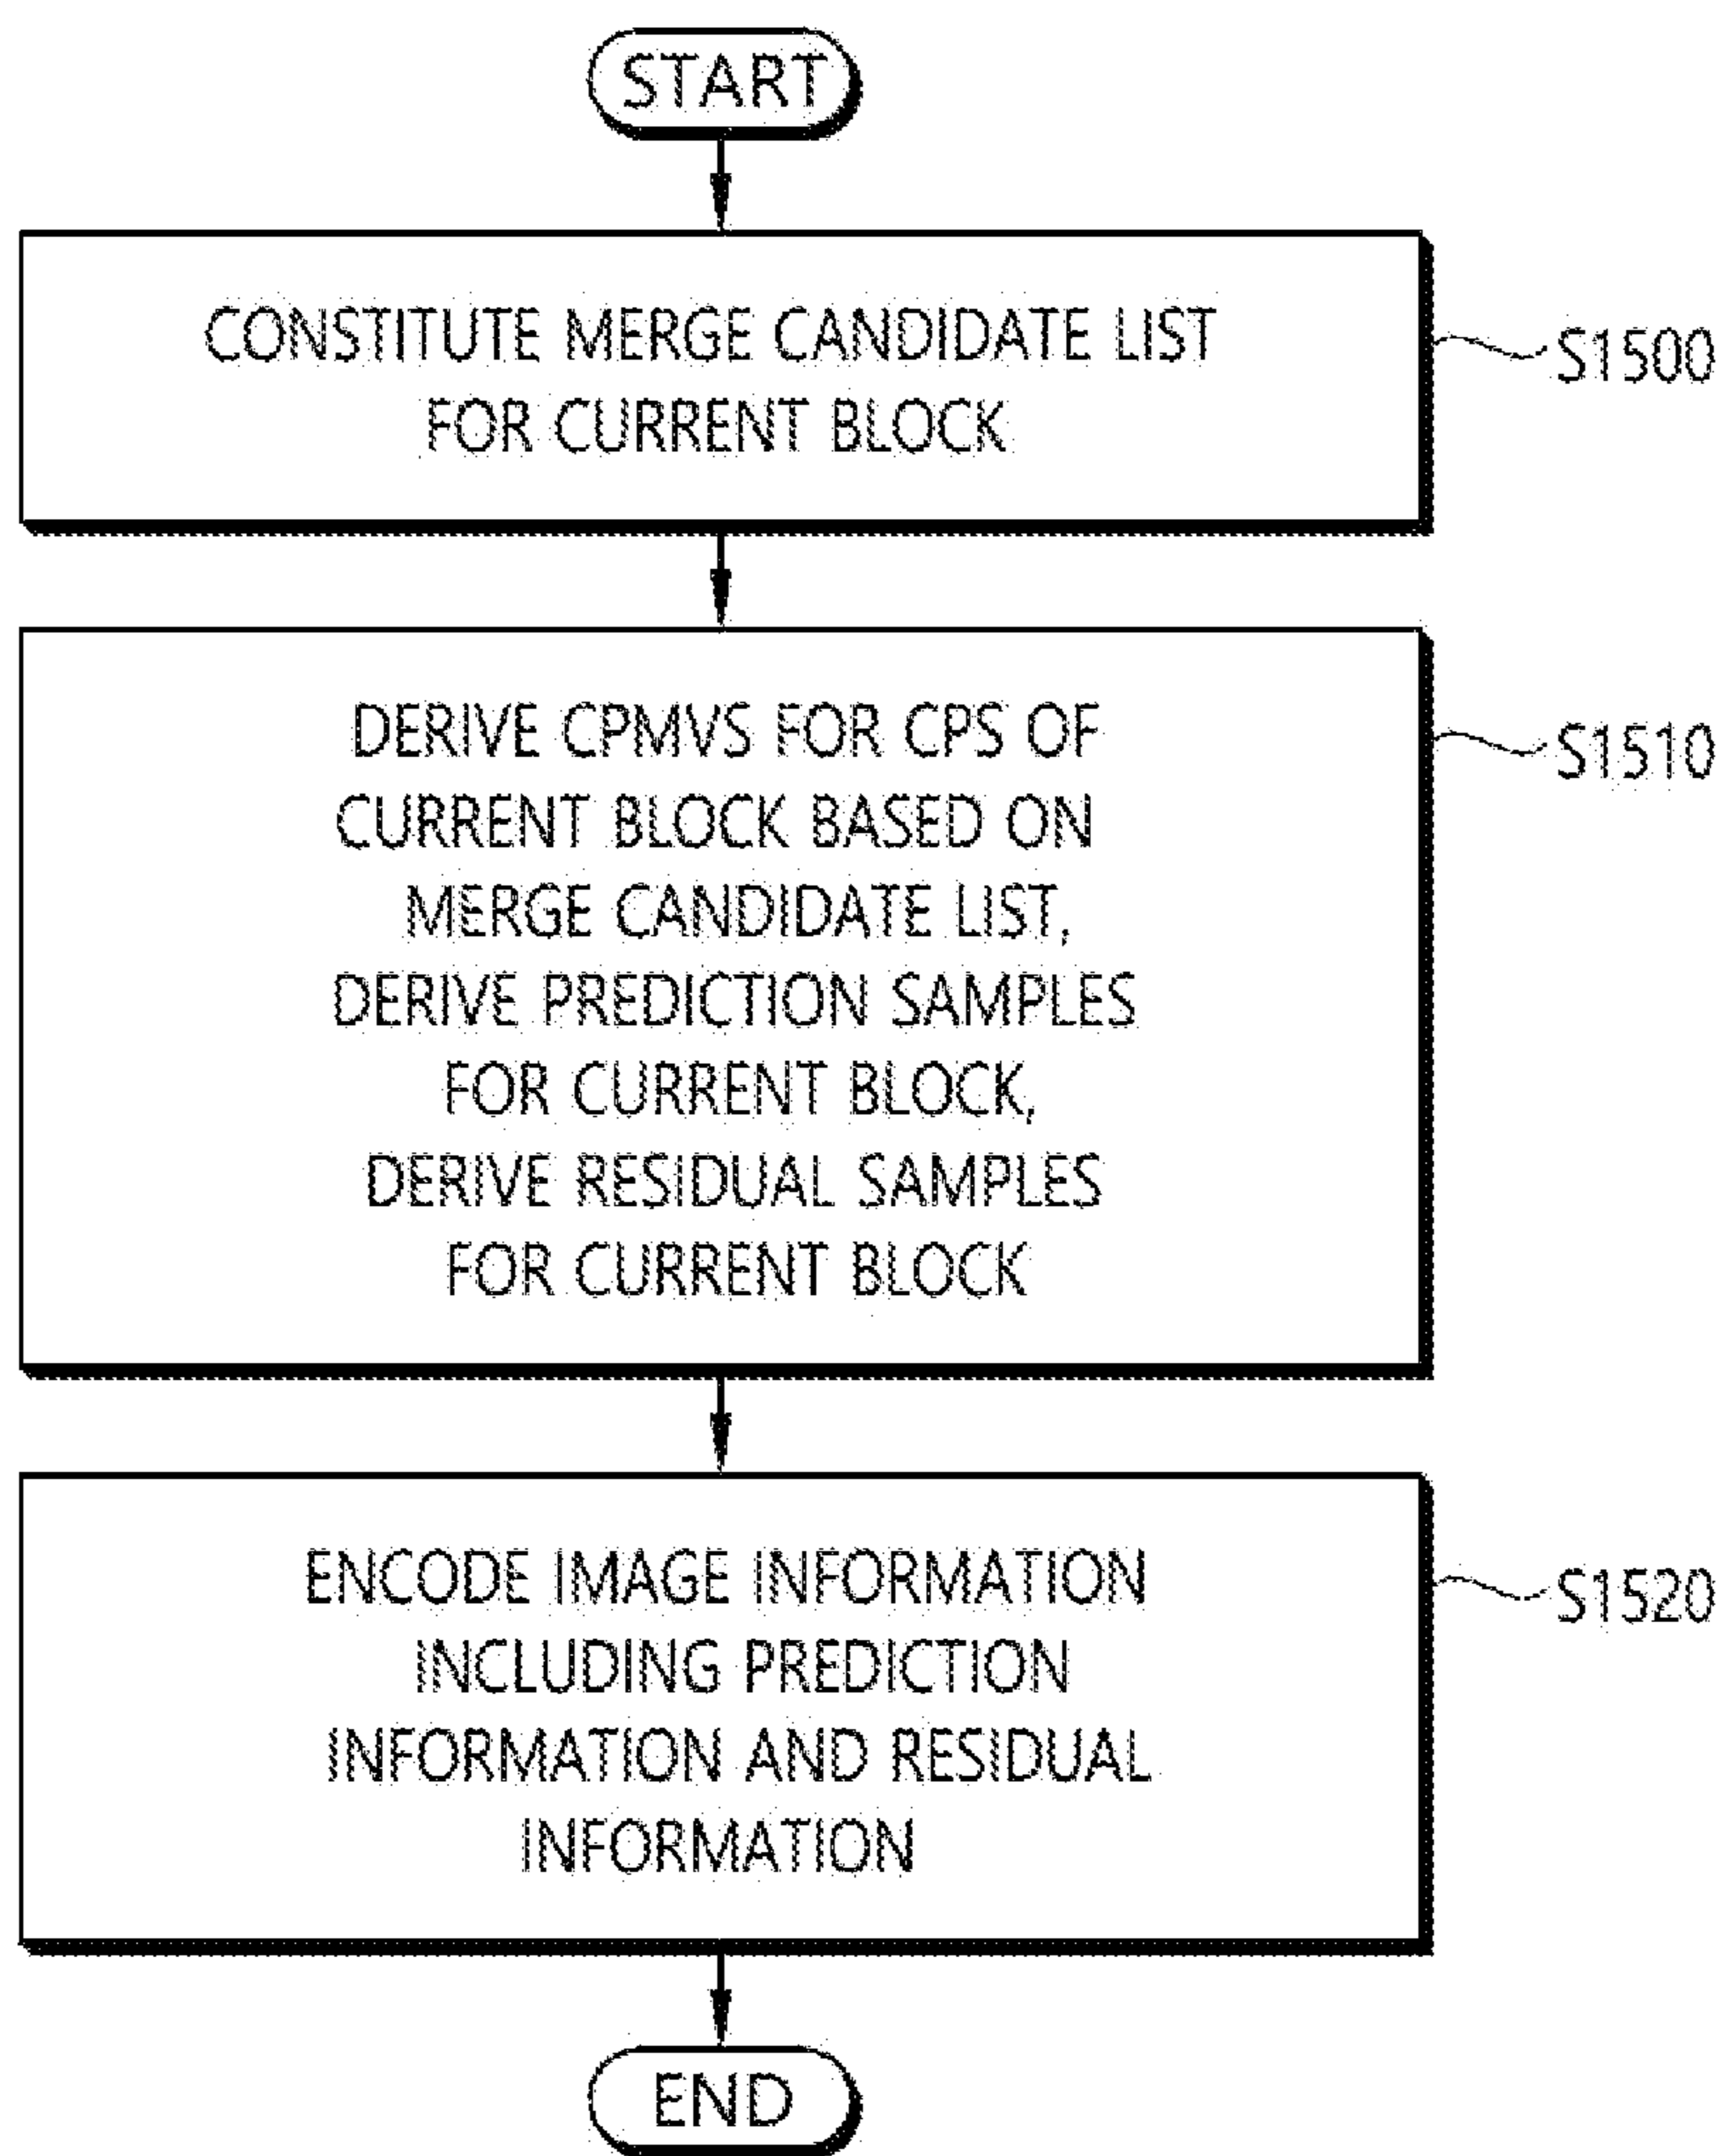 START
CONSTITUTE MERGE CANDIDATE LIST
FOR CURRENT BLOCK
S1500
DERIVE CPMVS FOR CPS OF
CURRENT BLOCK BASED ON
MERGE CANDIDATE LIST,
DERIVE PREDICTION SAMPLES
FOR CURRENT BLOCK,
DERIVE RESIDUAL SAMPLES
FOR CURRENT BLOCK
S1510
ENCODE IMAGE INFORMATION
INCLUDING PREDICTION
INFORMATION AND RESIDUAL
INFORMATION
S1520
END